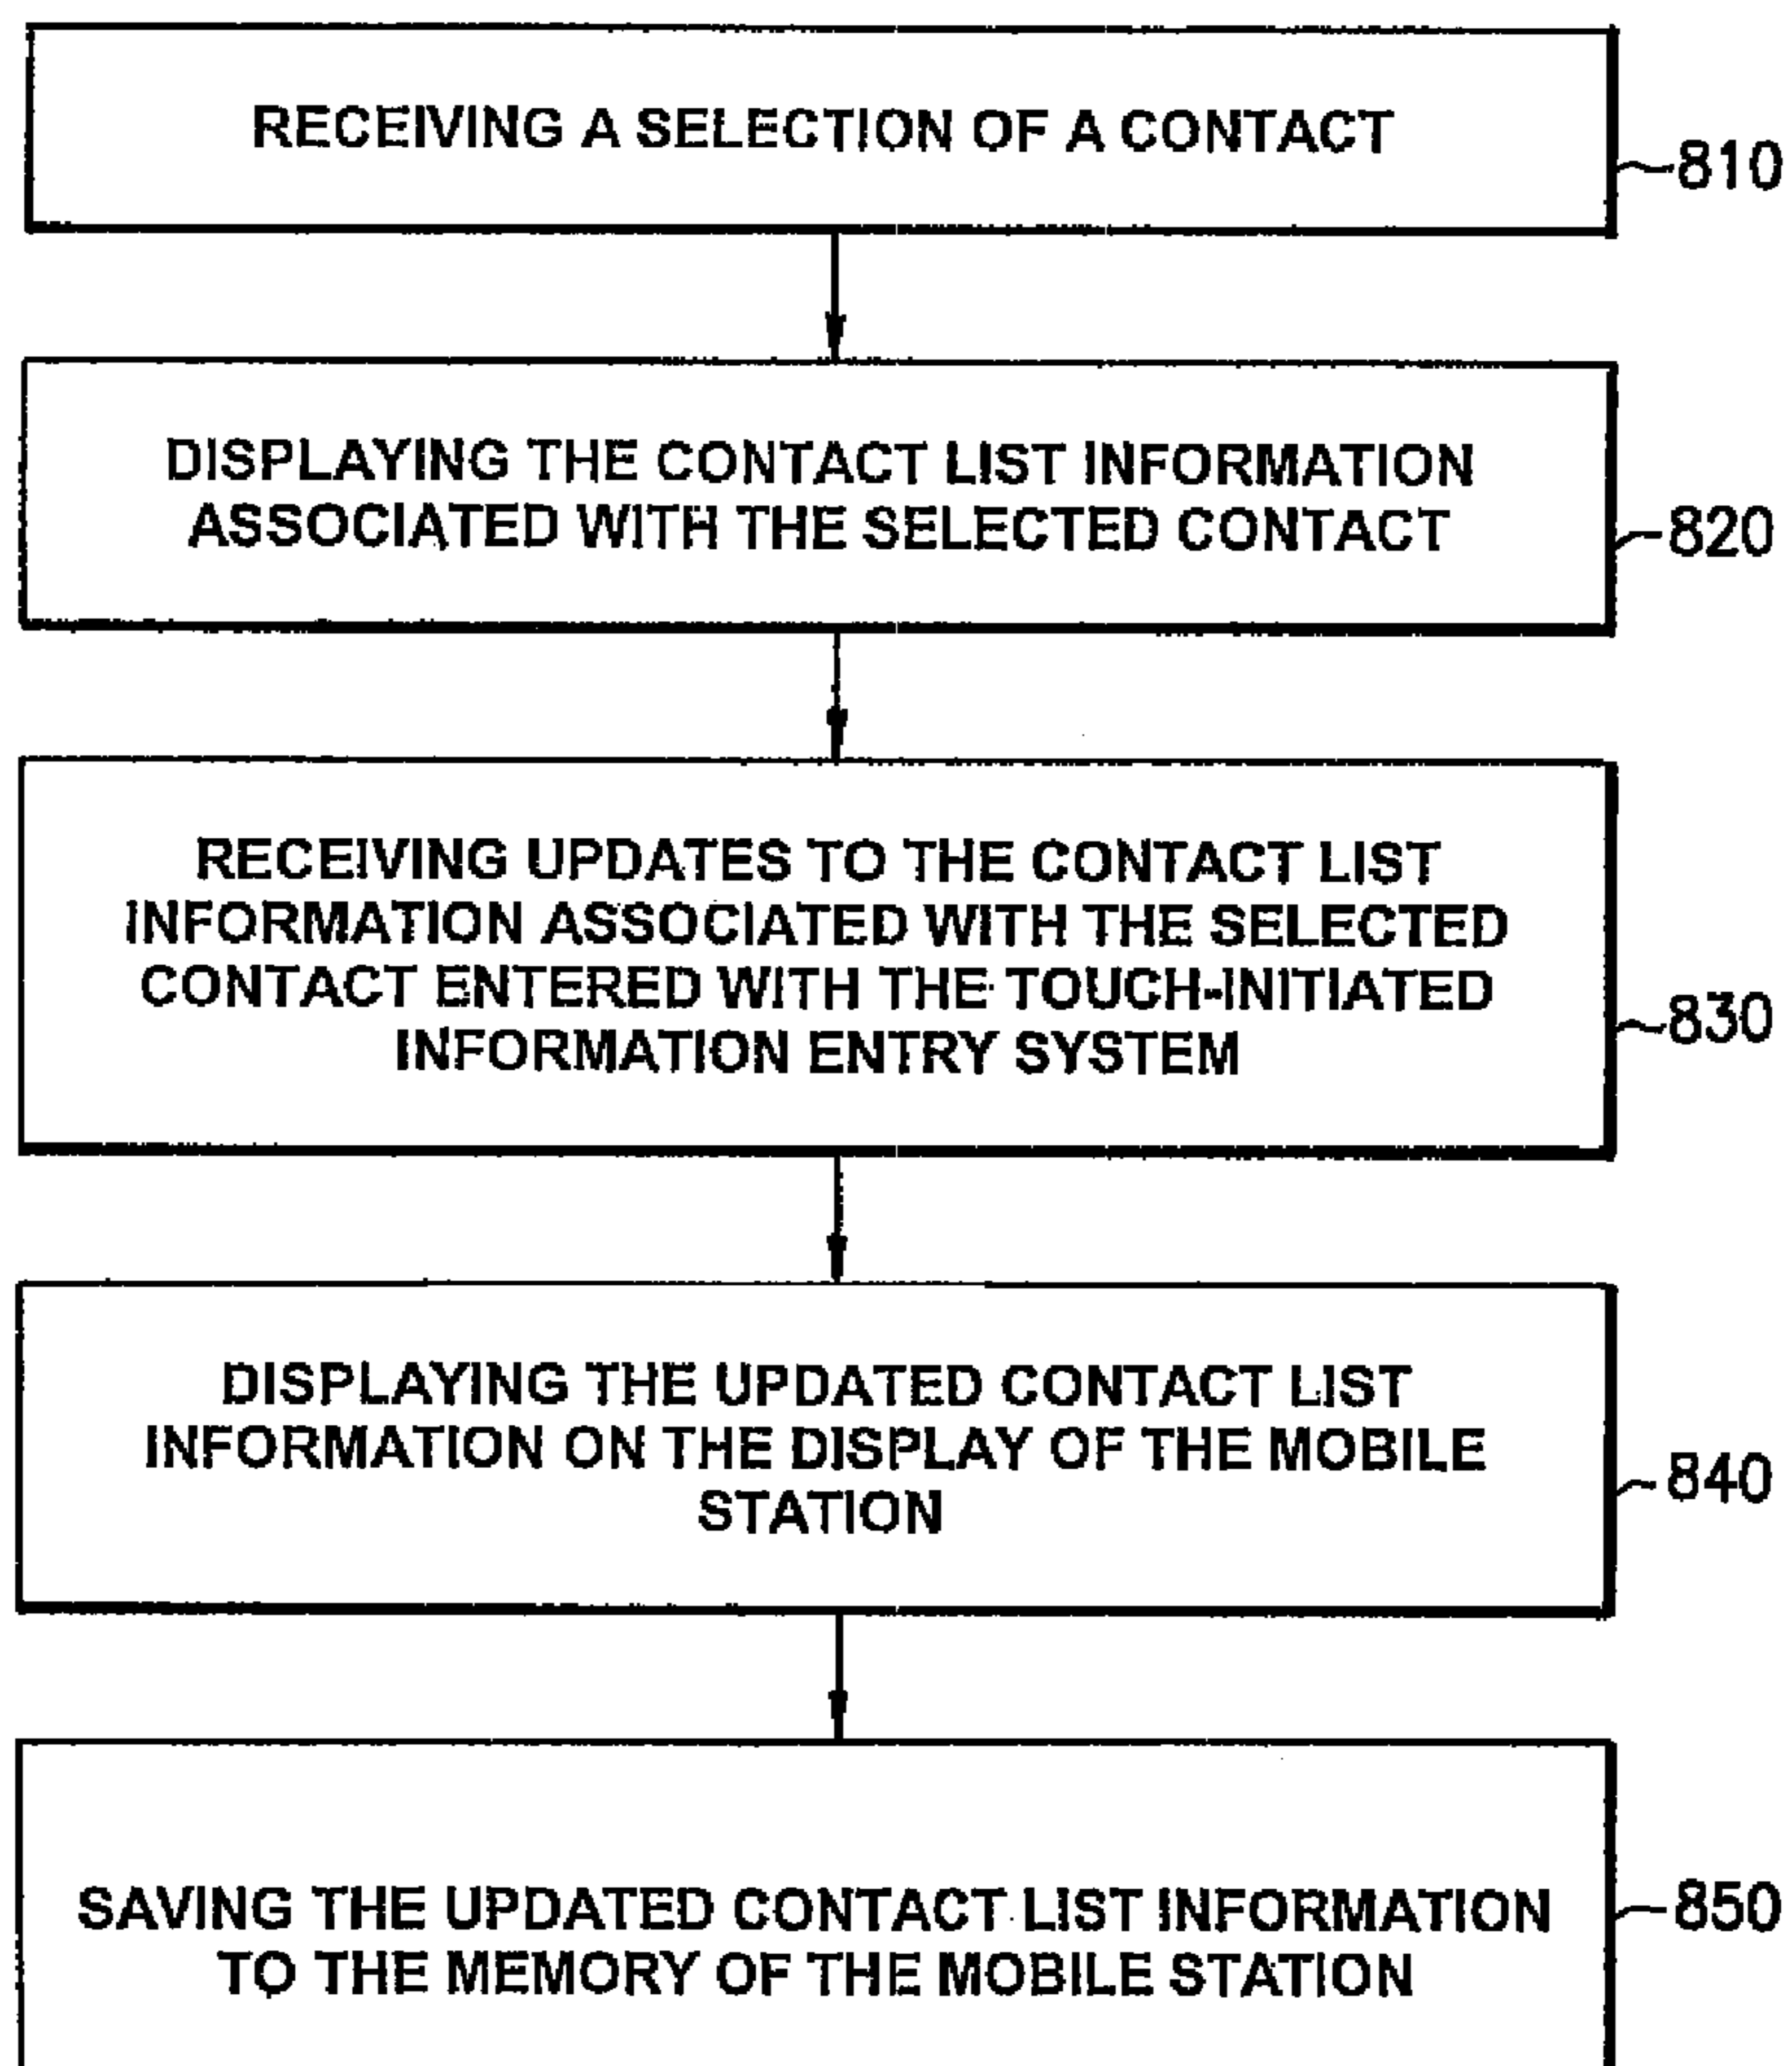 RECEIVING A SELECTION OF A CONTACT
810
DISPLAYING THE CONTACT LIST INFORMATION
ASSOCIATED WITH THE SELECTED CONTACT
820
RECEIVING UPDATES TO THE CONTACT LIST
INFORMATION ASSOCIATED WITH THE SELECTED
CONTACT ENTERED WITH THE TOUCH-INITIATED
INFORMATION ENTRY SYSTEM
830
DISPLAYING THE UPDATED CONTACT LIST
INFORMATION ON THE DISPLAY OF THE MOBILE
STATION
840
SAVING THE UPDATED CONTACT LIST INFORMATION
TO THE MEMORY OF THE MOBILE STATION
850